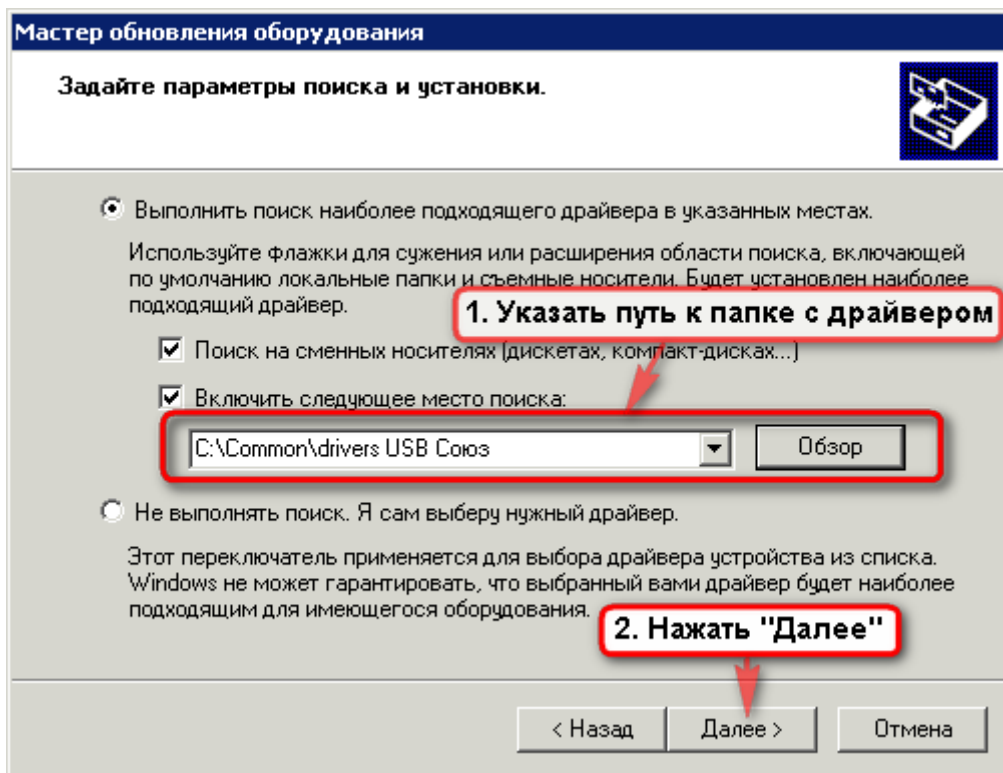 Мастер обновления оборудования
Задайте параметры поиска и установки.
Выполнить поиск наиболее подходящего драйвера в указанных местах.
Используйте флажки для сужения или расширения области поиска, включающей
по умолчанию локальные папки и съемные носители. Будет установлен наиболее
подходящий драйвер.
1. Указать путь к папке с драйвером
Поиск на сменных носителях (дискетах, компакт-дисках...)
Включить следующее место поиска:
C:\Common\drivers USB Союз
Обзор
Не выполнять поиск. Я сам выберу нужный драйвер.
Этот переключатель применяется для выбора драйвера устройства из списка.
Windows не может гарантировать, что выбранный вами драйвер будет наиболее
подходящим для имеющегося оборудования.
2. Нажать "Далее"
< Назад
Далее >
Отмена